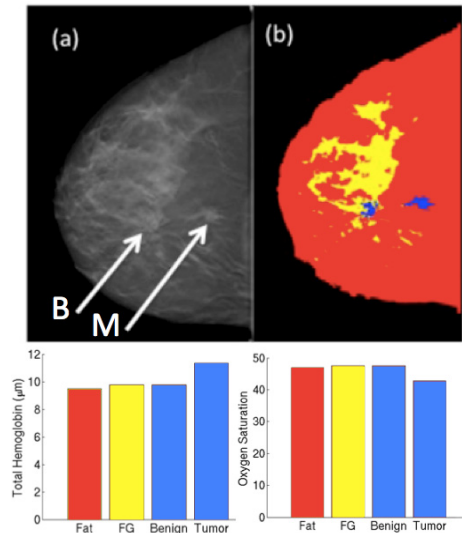 (a)
(b)
B
M
Total Hemoglobin (μm)
12
10
8
6
4
2
0
Fat FG Benign Tumor
Oxygen Saturation
50
40
30
20
10
0
Fat FG Benign Tumor